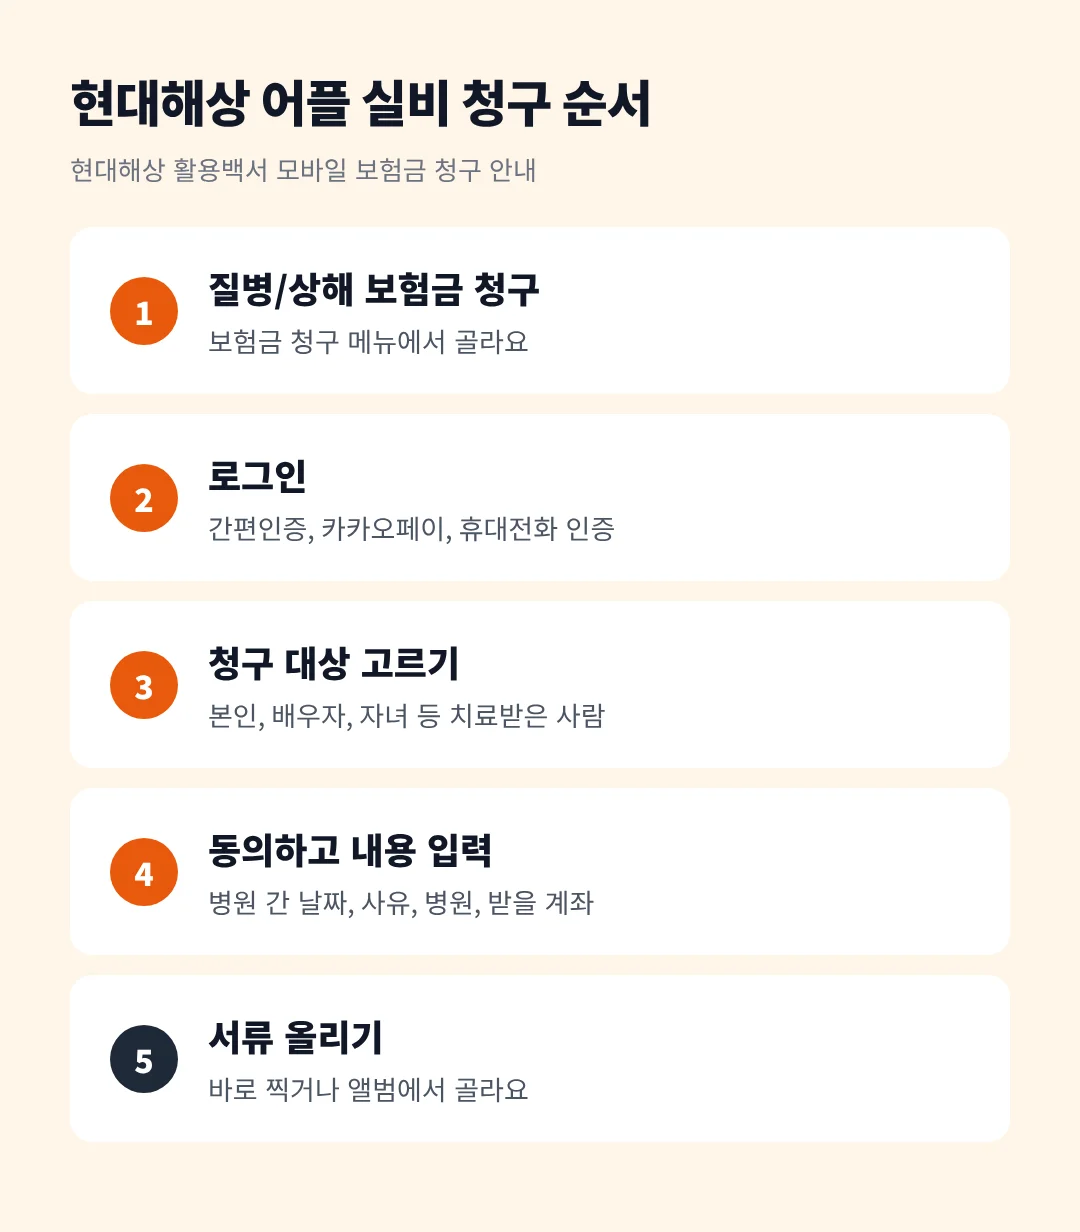 현대해상 어플 실비 청구 순서
현대해상 활용백서 모바일 보험금 청구 안내
1
질병/상해 보험금 청구
보험금 청구 메뉴에서 골라요
2
로그인
간편인증, 카카오페이, 휴대전화 인증
3
청구 대상 고르기
본인, 배우자, 자녀 등 치료받은 사람
4
동의하고 내용 입력
병원 간 날짜, 사유, 병원, 받을 계좌
5
서류 올리기
바로 찍거나 앨범에서 골라요